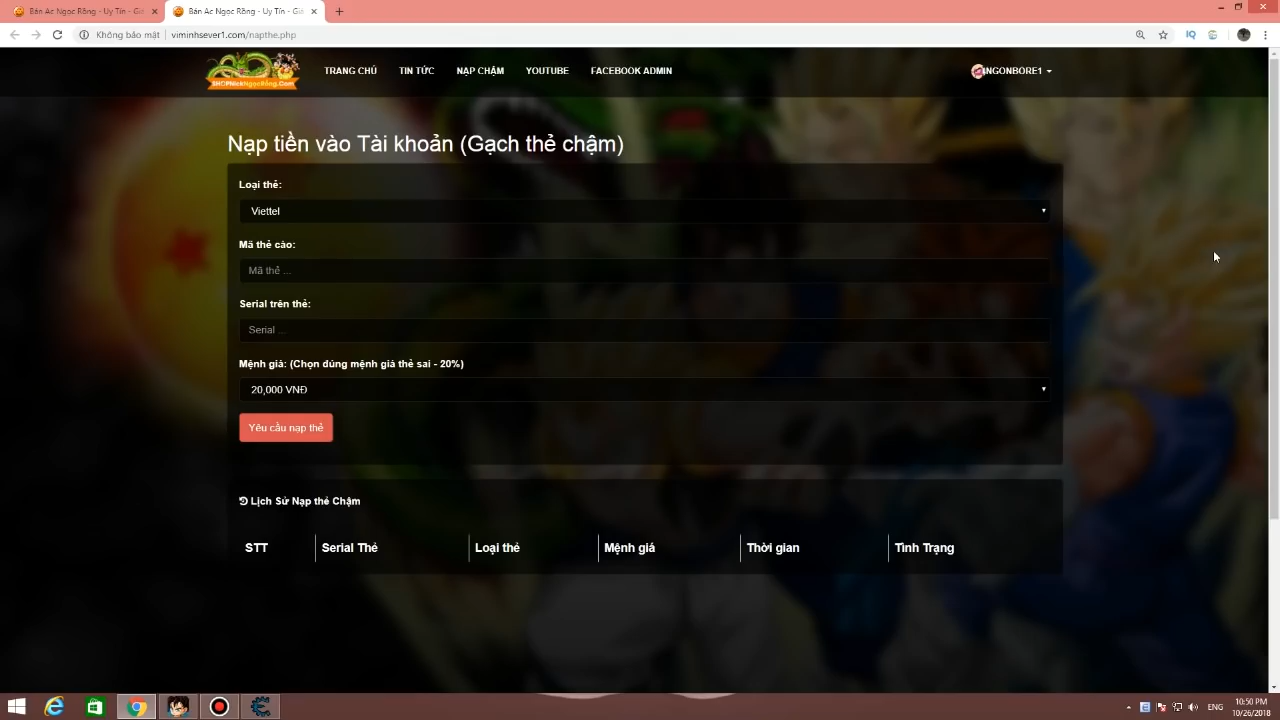 Bán Ac Ngọc Rồng - Uy Tín - Giá
Bán Ac Ngọc Rồng - Uy Tín - Giá
Không bảo mật
viminhsever1.com/napthe.php
SHOPNickNgọcRồng.Com
TRANG CHỦ
TIN TỨC
NẠP CHẬM
YOUTUBE
FACEBOOK ADMIN
NGONBORE1
Nạp tiền vào Tài khoản (Gạch thẻ chậm)
Loại thẻ:
Viettel
Mã thẻ cào:
Mã thẻ ...
Serial trên thẻ:
Serial ...
Mệnh giá: (Chọn đúng mệnh giá thẻ sai - 20%)
20,000 VNĐ
Yêu cầu nạp thẻ
Lịch Sử Nạp thẻ Chậm
STT Serial Thẻ Loại thẻ Mệnh giá Thời gian Tình Trạng
ENG
10:50 PM
10/26/2018